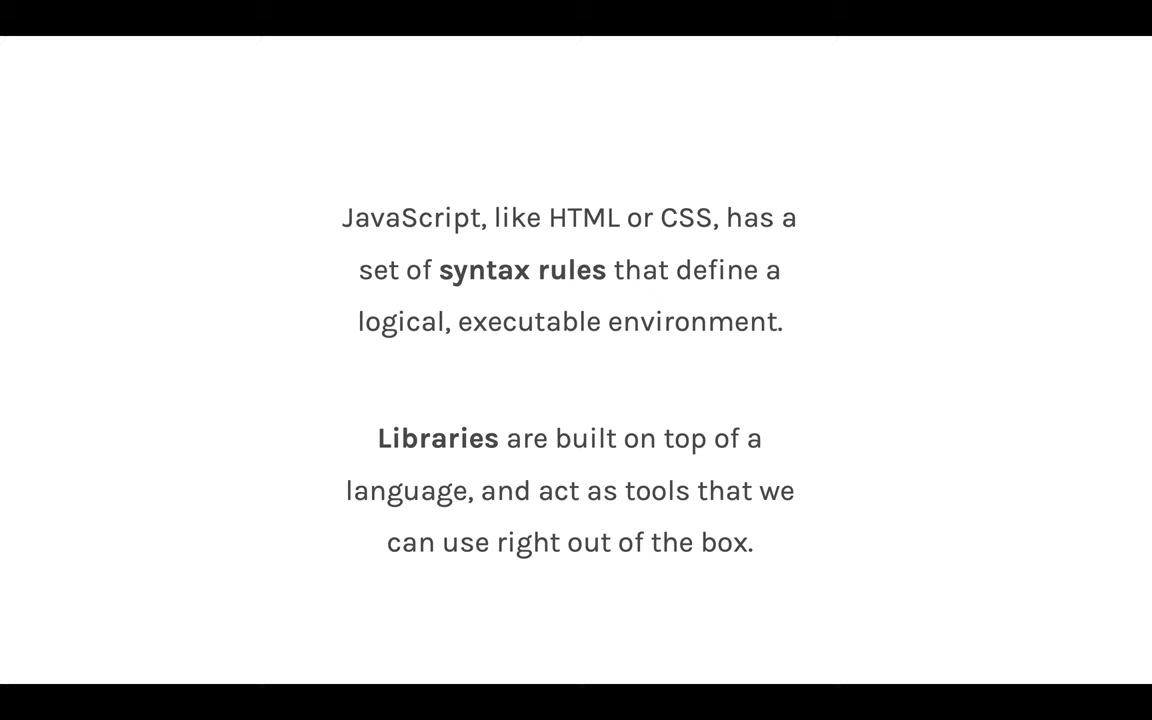 JavaScript, like HTML or CSS, has a
set of syntax rules that define a
logical, executable environment.
Libraries are built on top of a
language, and act as tools that we
can use right out of the box.